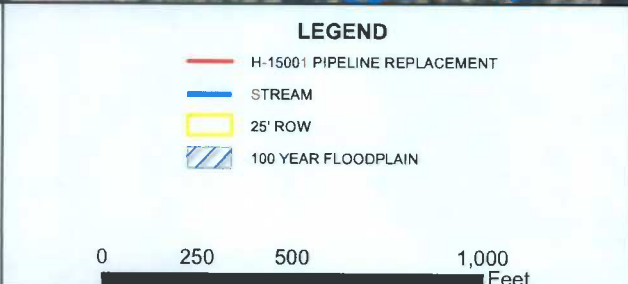 LEGEND
H-15001 PIPELINE REPLACEMENT
STREAM
25' ROW
100 YEAR FLOODPLAIN
0 250 500 1,000
Feet